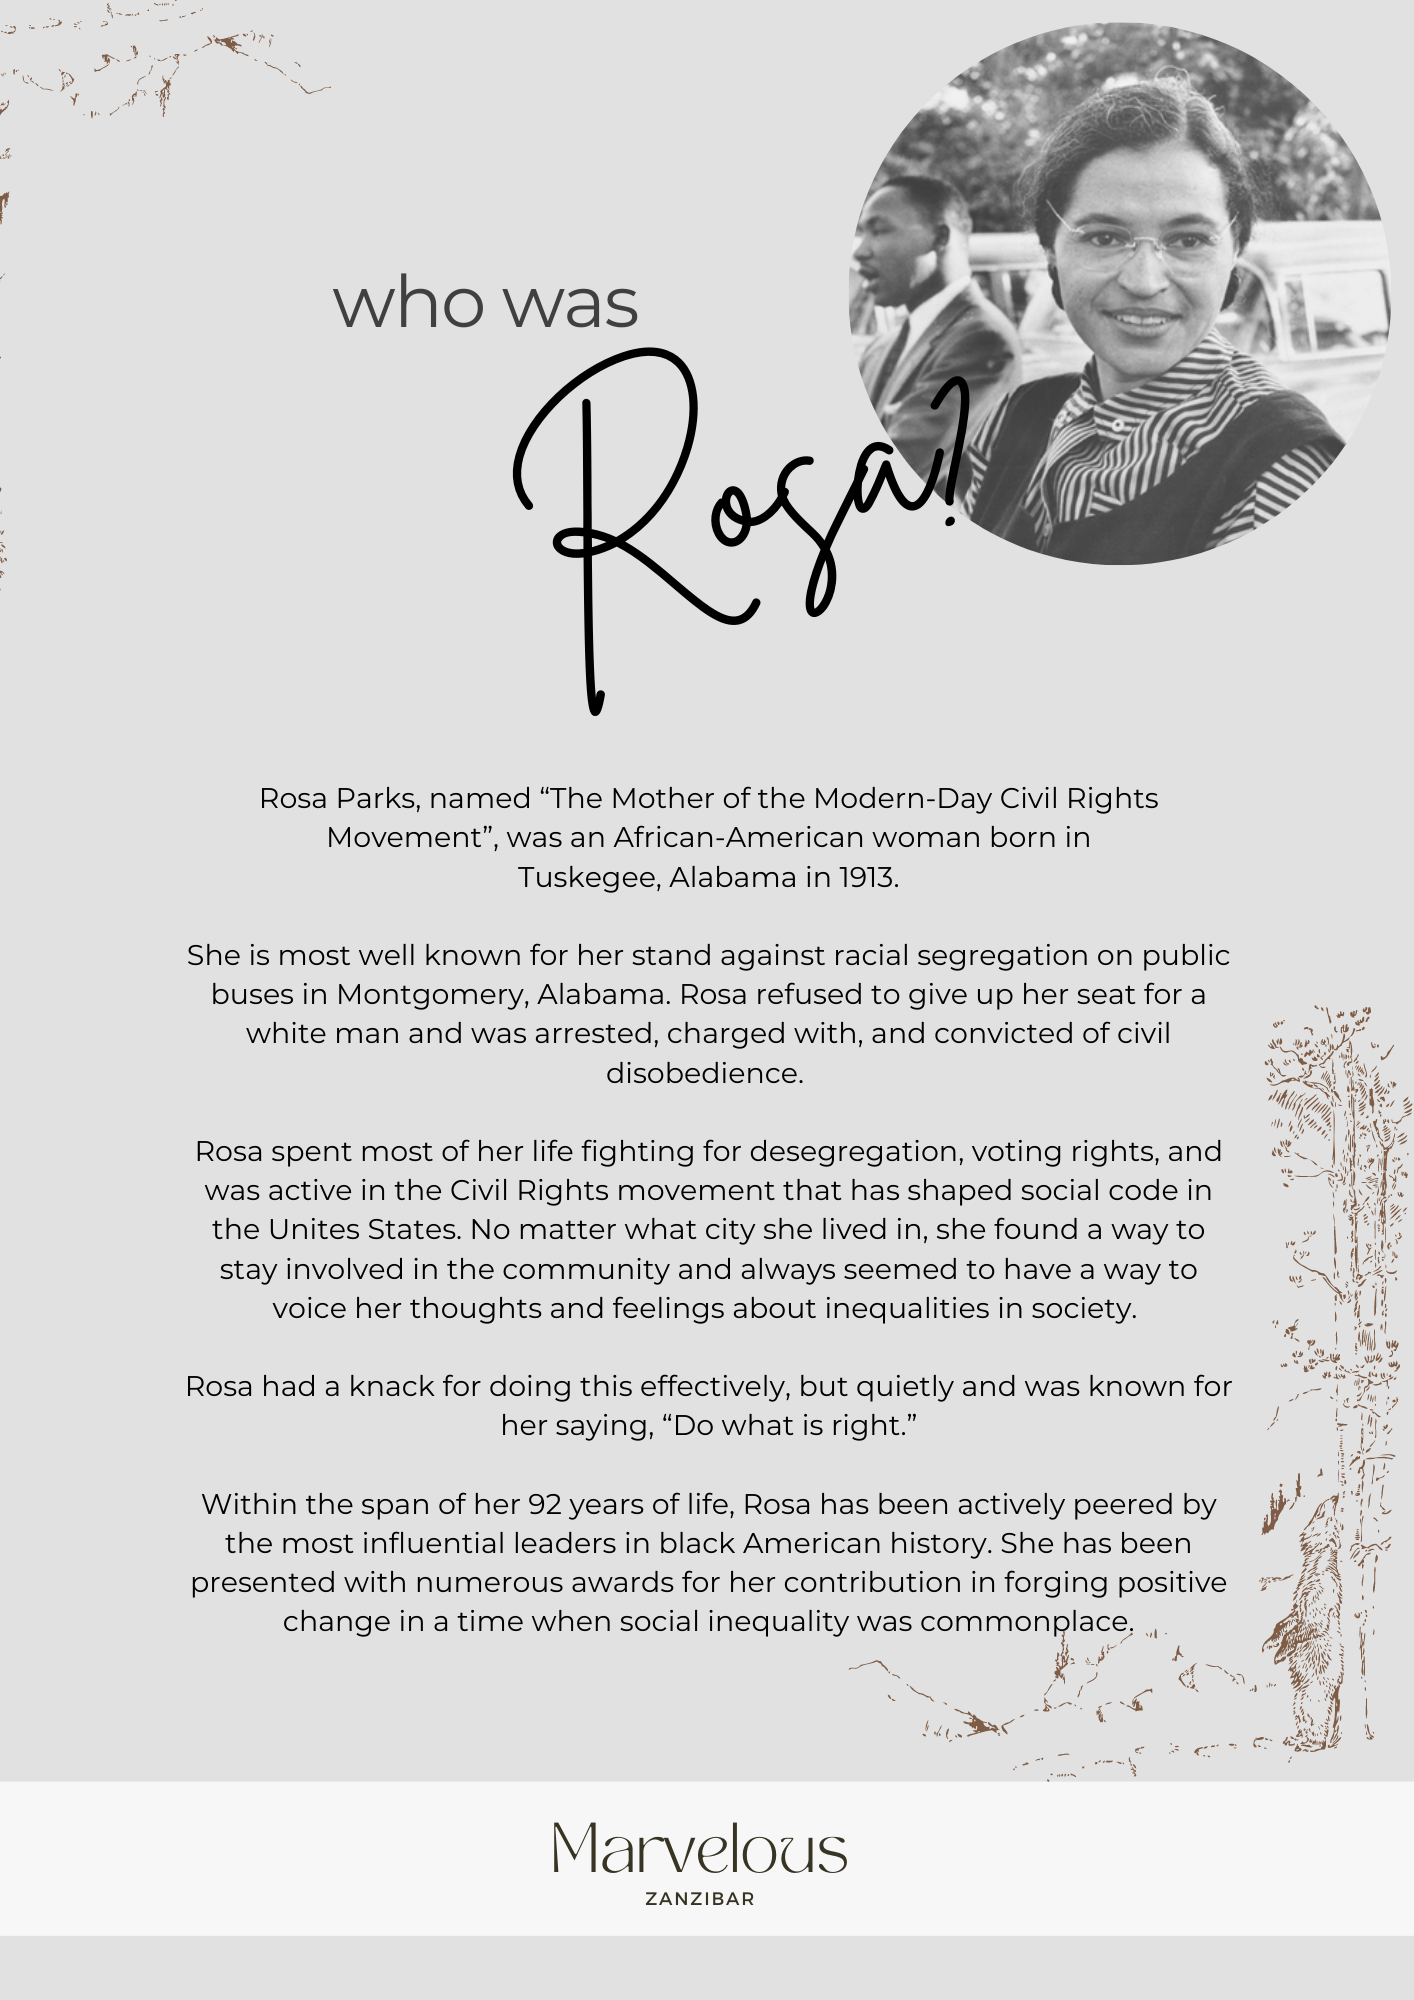 who was
Rosa?
Rosa Parks, named “The Mother of the Modern-Day Civil Rights
Movement”, was an African-American woman born in
Tuskegee, Alabama in 1913.
She is most well known for her stand against racial segregation on public
buses in Montgomery, Alabama. Rosa refused to give up her seat for a
white man and was arrested, charged with, and convicted of civil
disobedience.
Rosa spent most of her life fighting for desegregation, voting rights, and
was active in the Civil Rights movement that has shaped social code in
the Unites States. No matter what city she lived in, she found a way to
stay involved in the community and always seemed to have a way to
voice her thoughts and feelings about inequalities in society.
Rosa had a knack for doing this effectively, but quietly and was known for
her saying, “Do what is right.”
Within the span of her 92 years of life, Rosa has been actively peered by
the most influential leaders in black American history. She has been
presented with numerous awards for her contribution in forging positive
change in a time when social inequality was commonplace.
Marvelous
ZANZIBAR